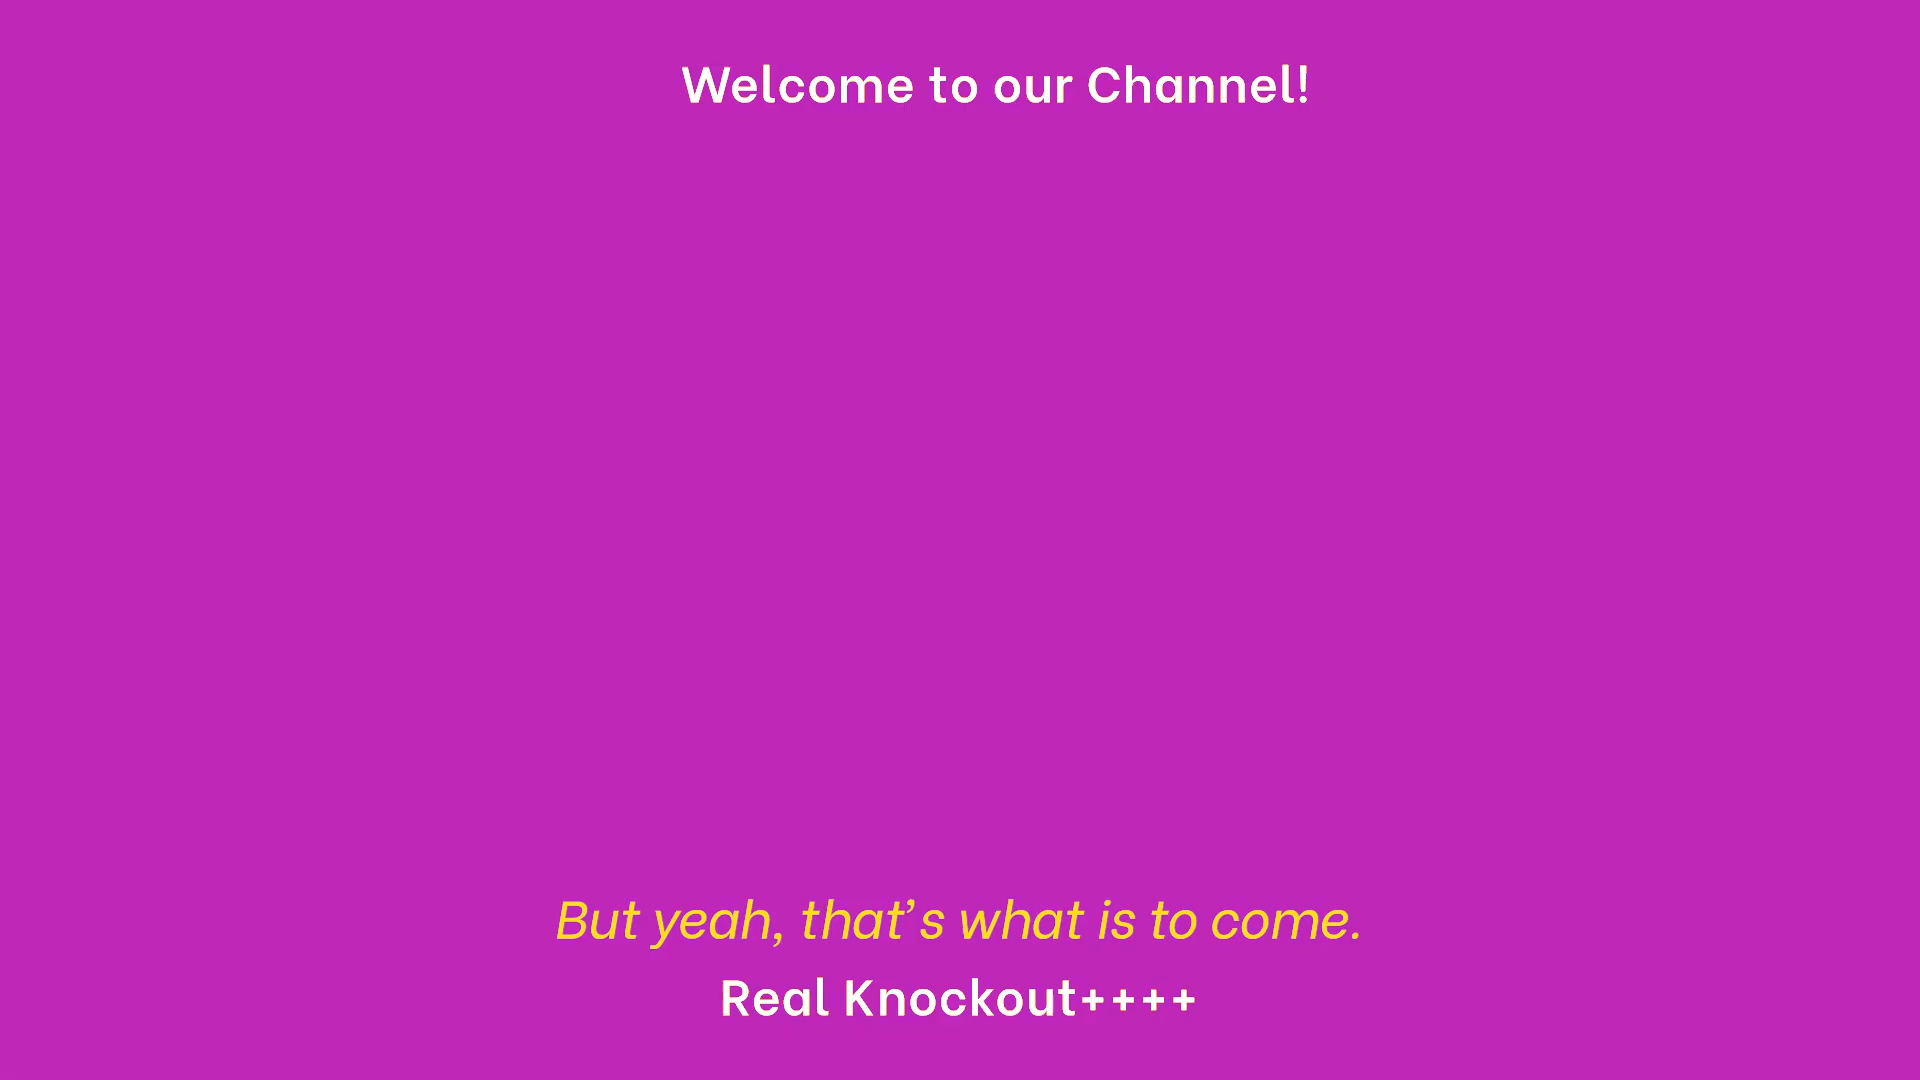 Welcome to our Channel!
But yeah, that’s what is to come.
Real Knockout++++